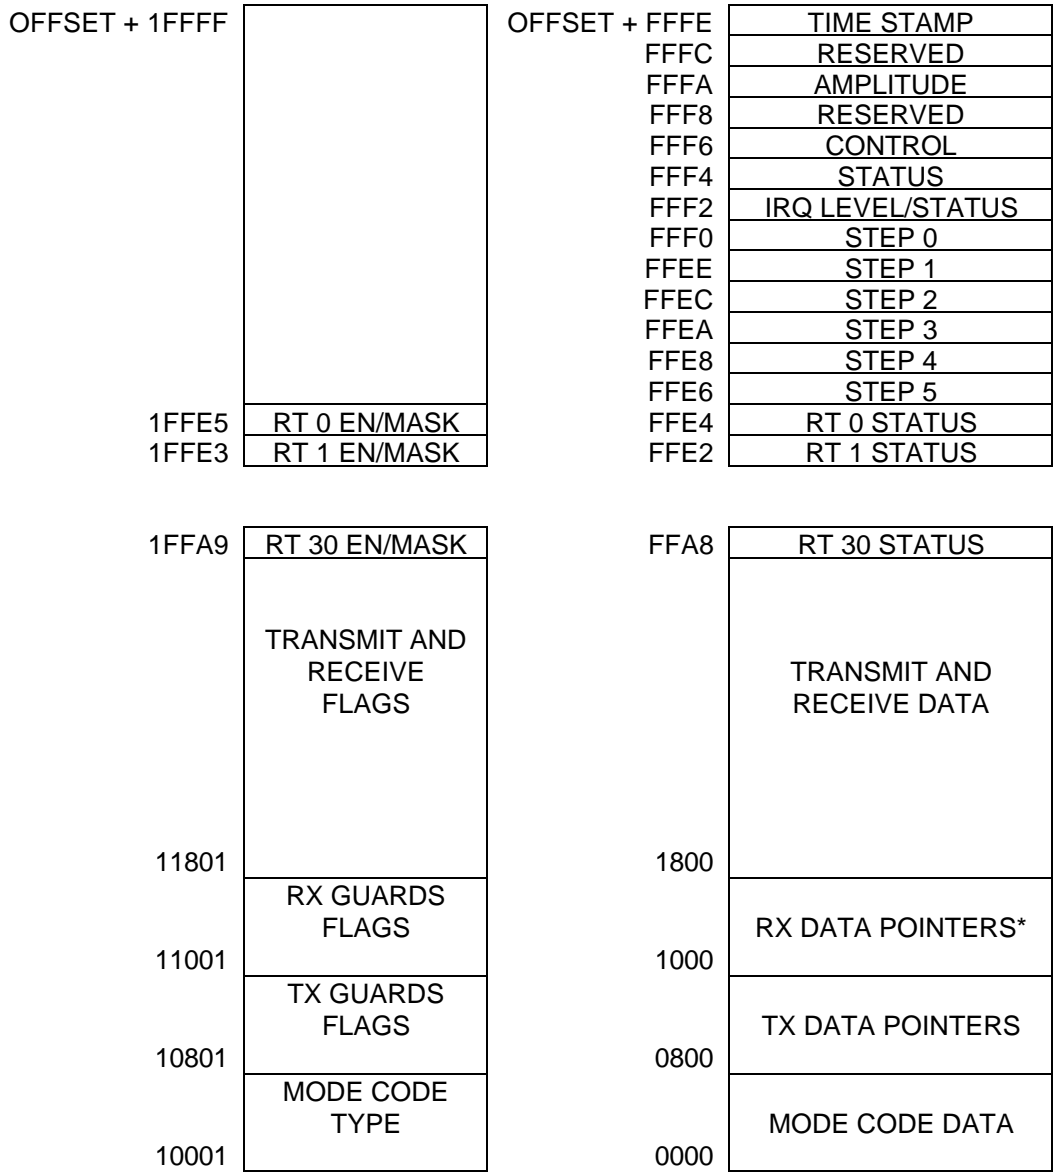 OFFSET + 1FFFF
OFFSET + FFFE TIME STAMP
FFFC RESERVED
FFFA AMPLITUDE
FFF8 RESERVED
FFF6 CONTROL
FFF4 STATUS
FFF2 IRQ LEVEL/STATUS
FFF0 STEP 0
FFEE STEP 1
FFEC STEP 2
FFEA STEP 3
FFE8 STEP 4
FFE6 STEP 5
1FFE5 RT 0 EN/MASK FFE4 RT 0 STATUS
1FFE3 RT 1 EN/MASK FFE2 RT 1 STATUS
1FFA9 RT 30 EN/MASK FFA8 RT 30 STATUS
TRANSMIT AND
RECEIVE
FLAGS
TRANSMIT AND
RECEIVE DATA
11801 1800
RX GUARDS
FLAGS
RX DATA POINTERS*
11001 1000
TX GUARDS
FLAGS
TX DATA POINTERS
10801 0800
MODE CODE
TYPE
MODE CODE DATA
10001 0000